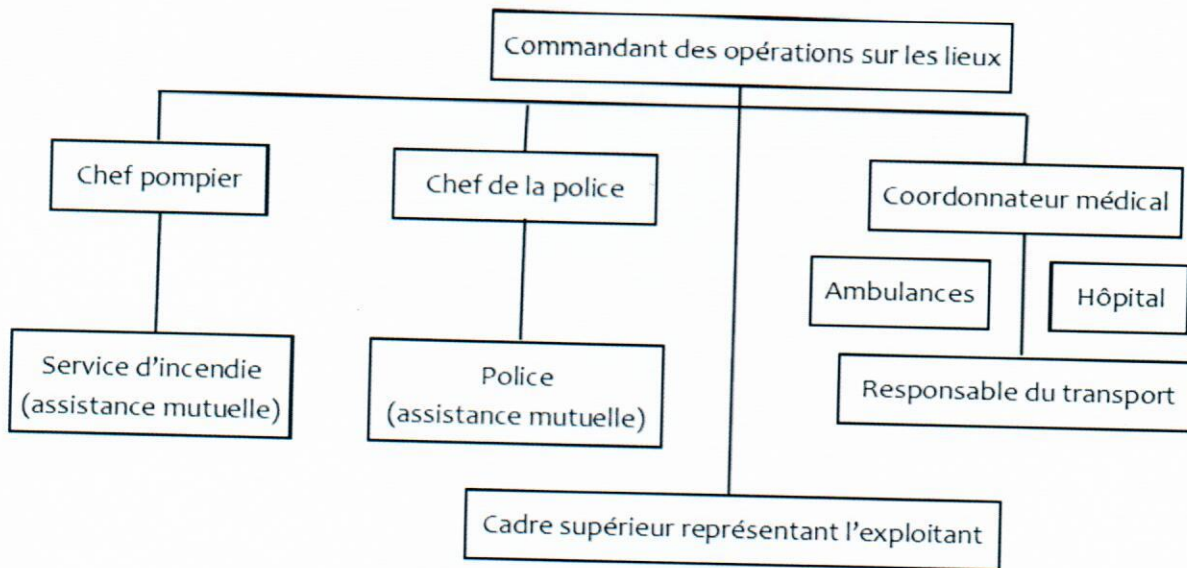 Commandant des opérations sur les lieux
Chef pompier
Chef de la police
Coordonnateur médical
Ambulances
Hôpital
Service d'incendie
(assistance mutuelle)
Police
(assistance mutuelle)
Responsable du transport
Cadre supérieur représentant l'exploitant